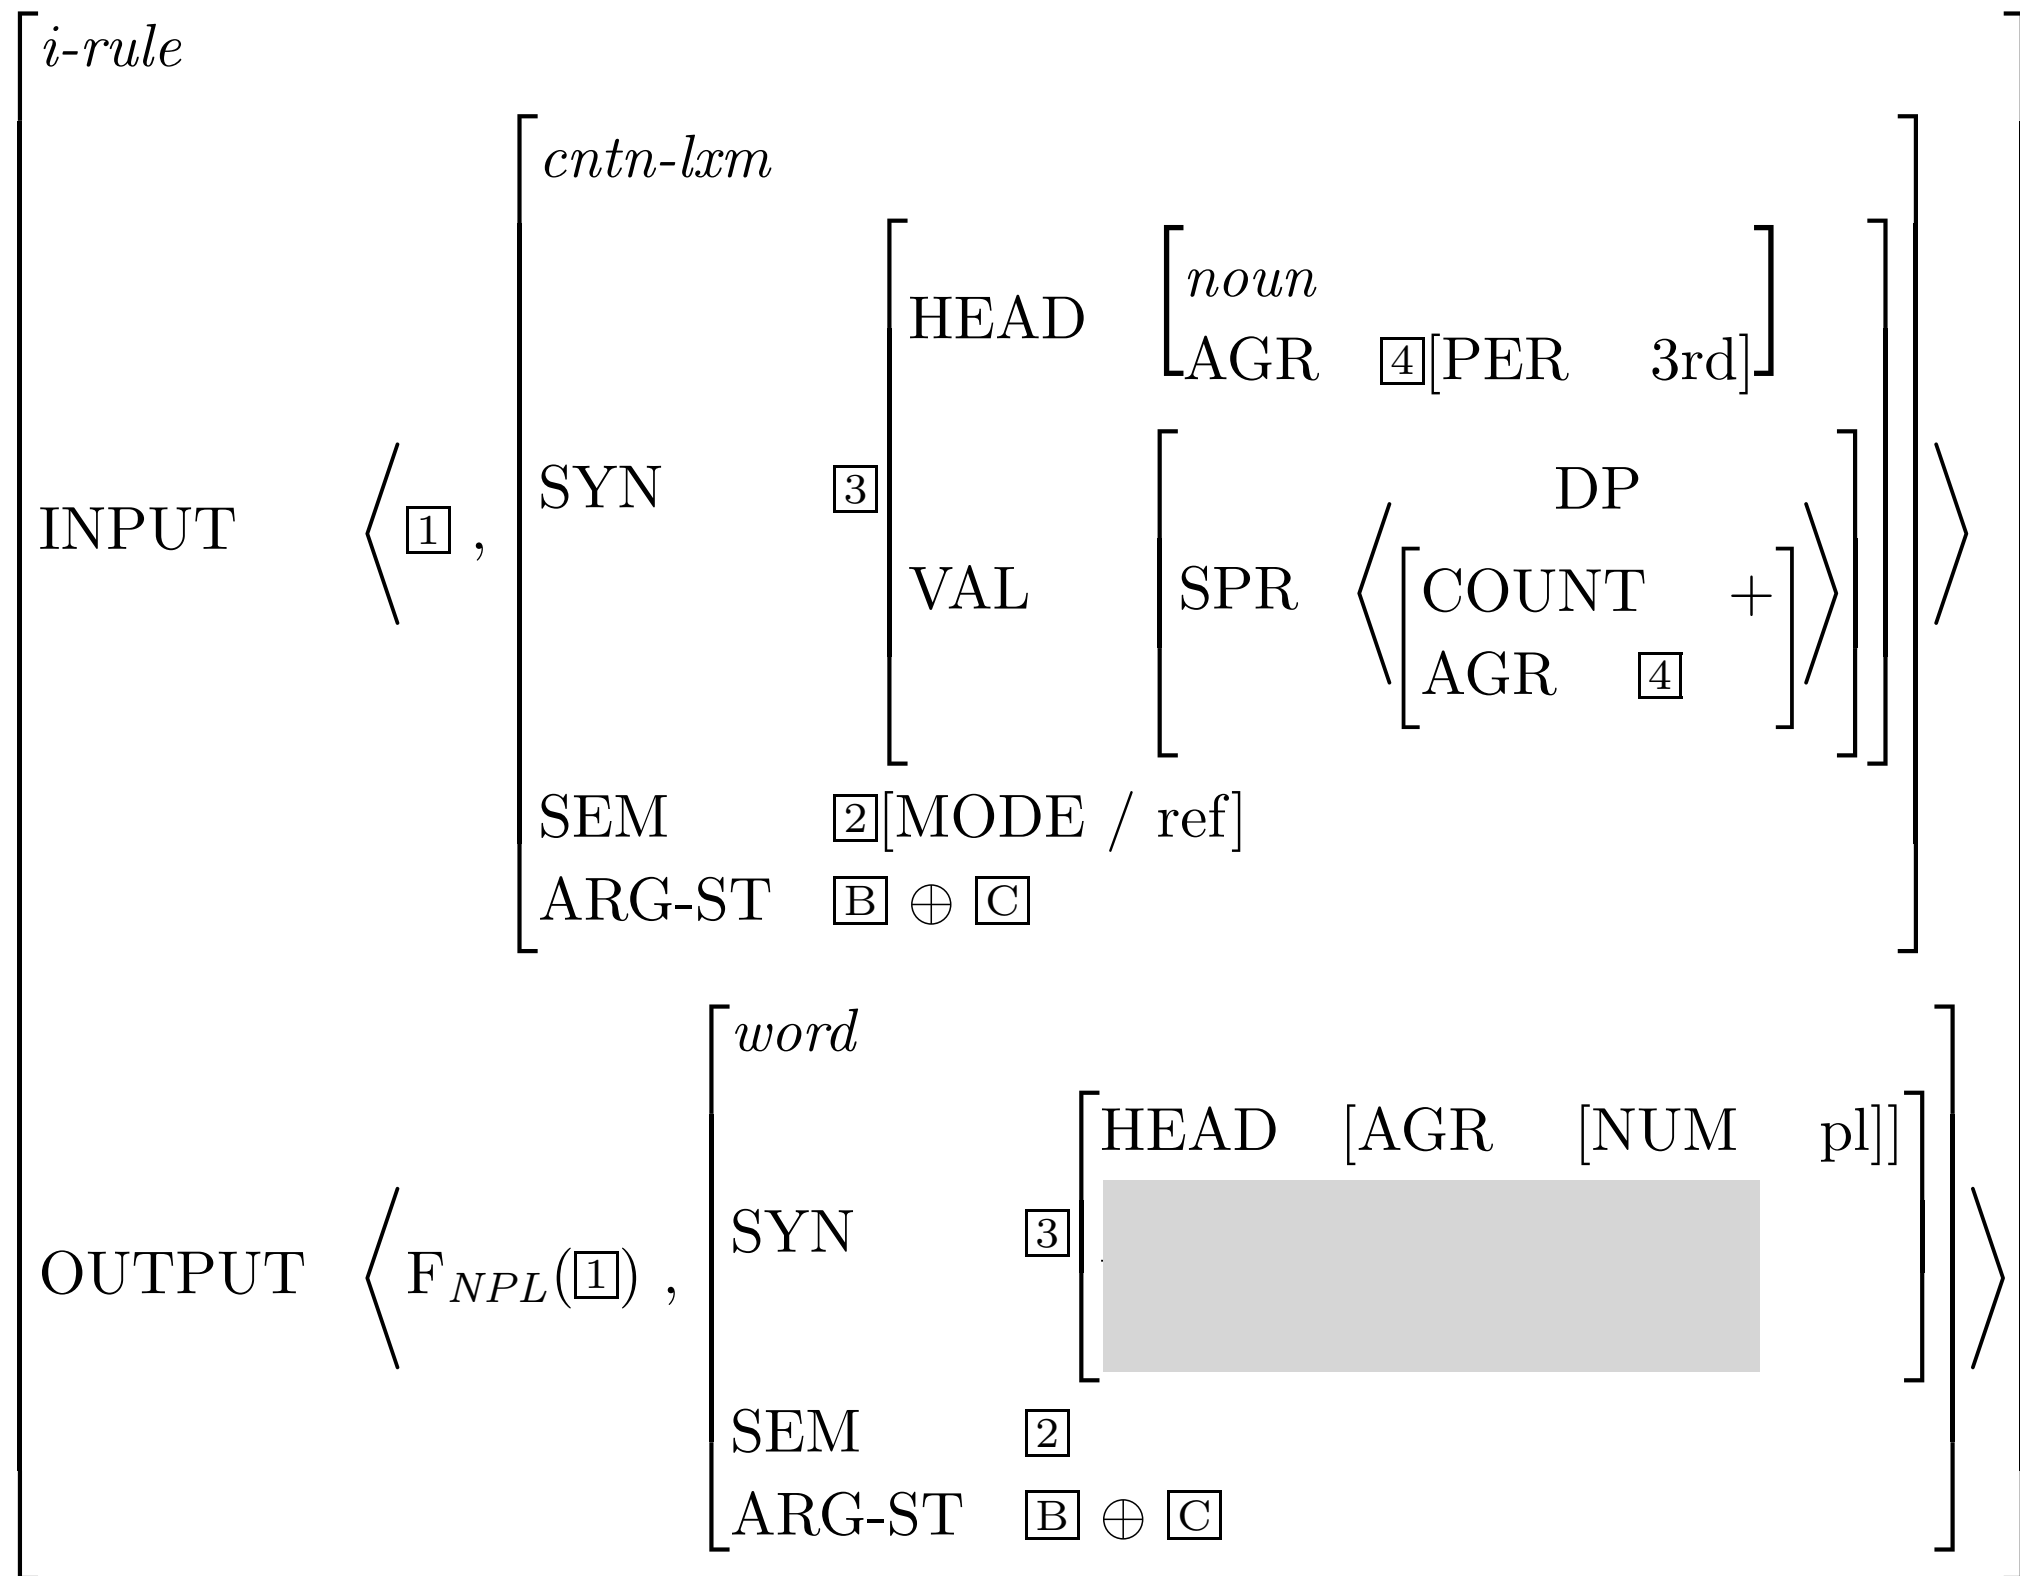 i-rule
cntn-lxm
noun
HEAD
AGR 4 [PER 3rd]
SYN 3
DP
INPUT 〈 1 ,
VAL SPR 〈 COUNT + 〉
AGR 4
SEM 2 [MODE / ref]
ARG-ST B ⊕ C
word
HEAD [AGR [NUM pl]]
SYN 3
OUTPUT 〈 F_NPL(1) , 〉
SEM 2
ARG-ST B ⊕ C